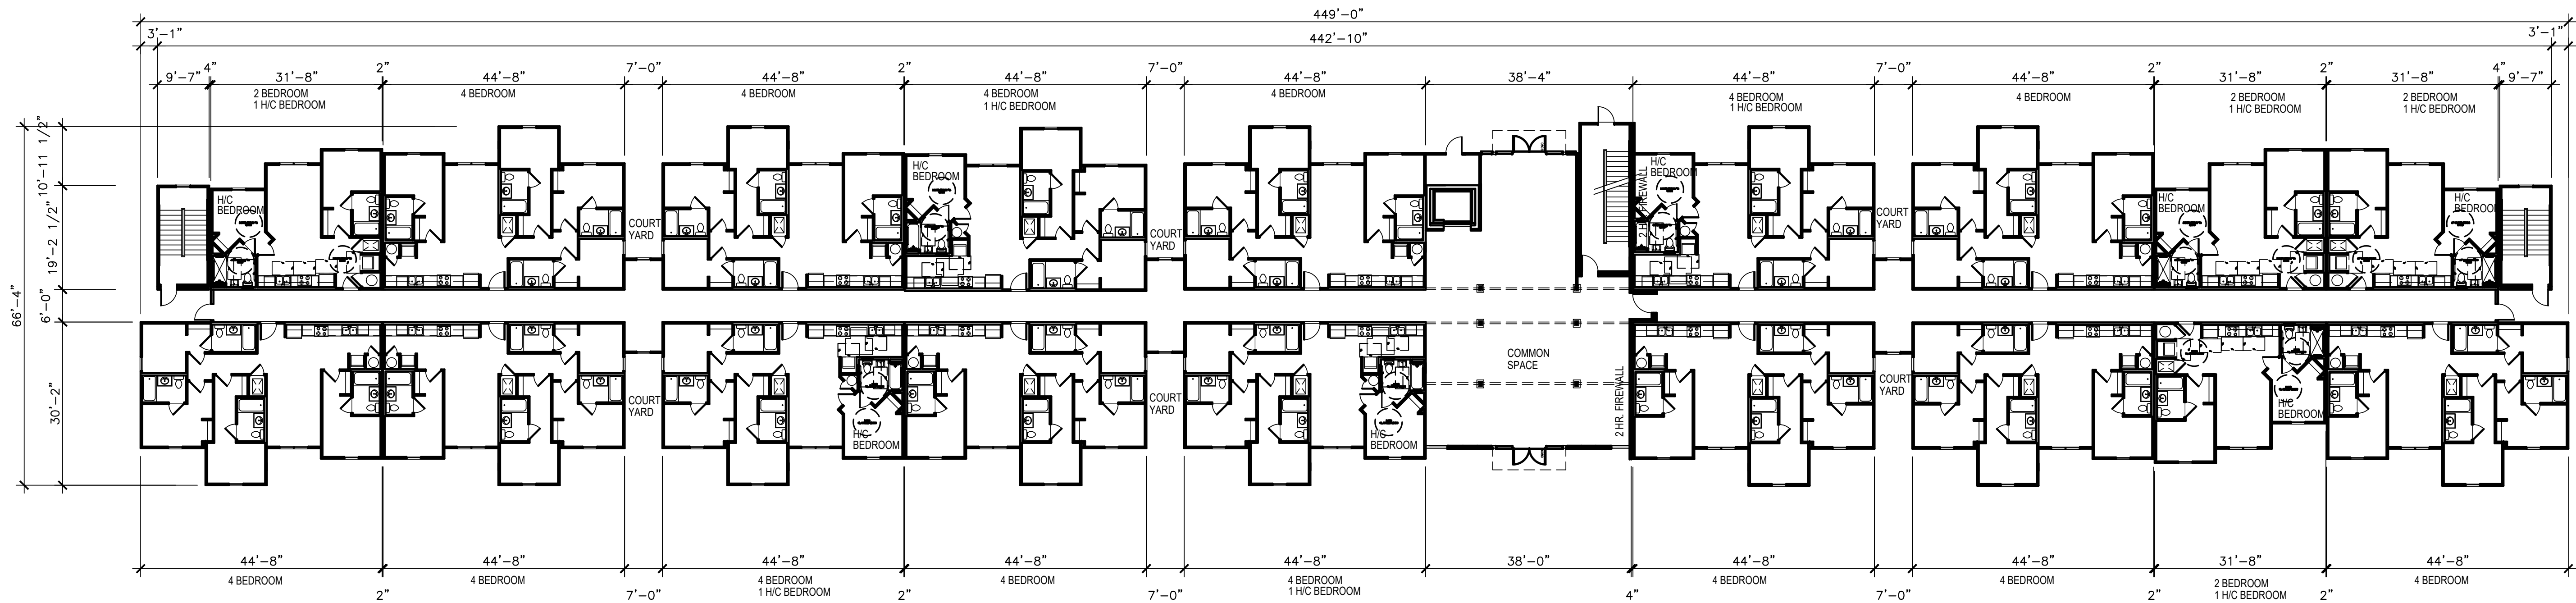 449'-0"
3'-1"
442'-10"
3'-1"
9'-7"
4"
31'-8"
2"
44'-8"
7'-0"
44'-8"
2"
44'-8"
7'-0"
44'-8"
38'-4"
44'-8"
7'-0"
44'-8"
2"
31'-8"
2"
31'-8"
4"
9'-7"
2 BEDROOM
1 H/C BEDROOM
4 BEDROOM
4 BEDROOM
4 BEDROOM
1 H/C BEDROOM
4 BEDROOM
4 BEDROOM
1 H/C BEDROOM
4 BEDROOM
2 BEDROOM
1 H/C BEDROOM
2 BEDROOM
1 H/C BEDROOM
66'-4"
10'-11 1/2"
19'-2 1/2"
6'-0"
30'-2"
H/C
BEDROOM
COURT
YARD
H/C
BEDROOM
COURT
YARD
H/C
BEDROOM
2 HR. FIREWALL
COURT
YARD
H/C
BEDROOM
H/C
BEDROOM
COURT
YARD
H/C
BEDROOM
COURT
YARD
H/C
BEDROOM
COMMON
SPACE
2 HR. FIREWALL
COURT
YARD
H/C
BEDROOM
44'-8"
44'-8"
44'-8"
44'-8"
44'-8"
38'-0"
44'-8"
44'-8"
31'-8"
44'-8"
4 BEDROOM
4 BEDROOM
4 BEDROOM
1 H/C BEDROOM
4 BEDROOM
4 BEDROOM
1 H/C BEDROOM
4 BEDROOM
4 BEDROOM
2 BEDROOM
1 H/C BEDROOM
4 BEDROOM
2"
7'-0"
2"
7'-0"
4"
7'-0"
2"
2"